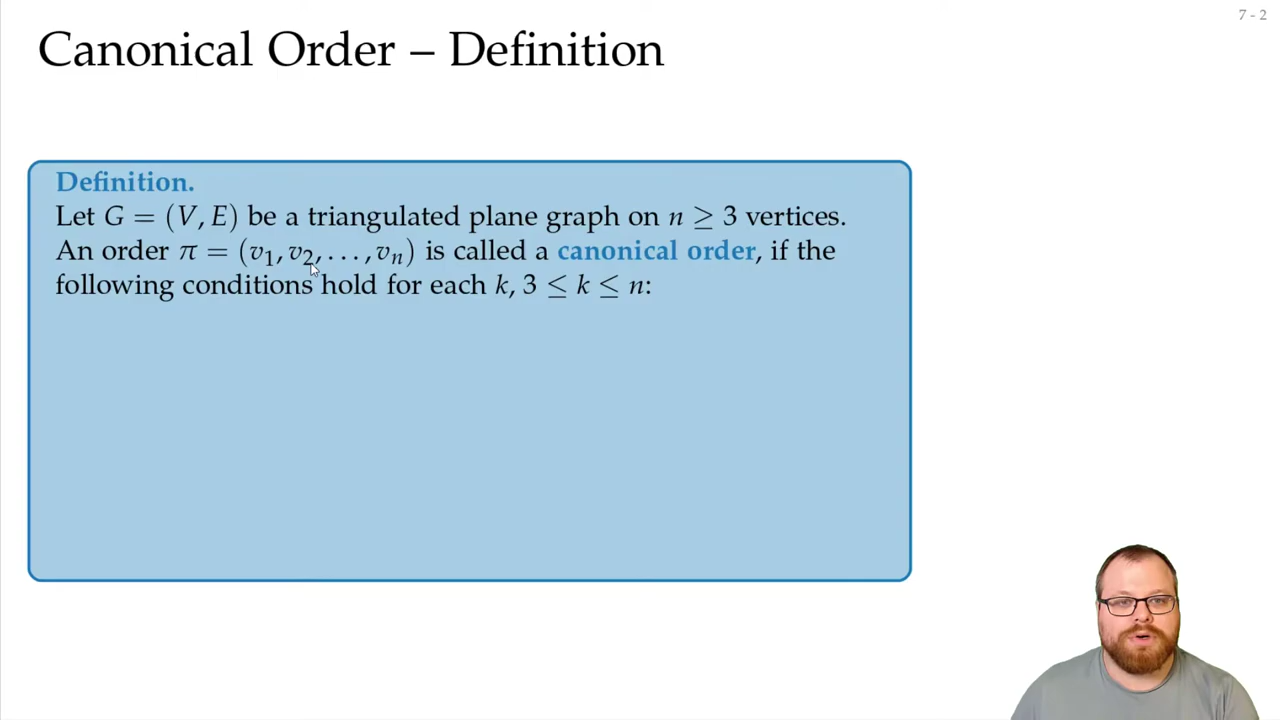 7 - 2
Canonical Order – Definition
Definition.
Let G = (V, E) be a triangulated plane graph on n ≥ 3 vertices.
An order π = (v₁, v₂, . . . , vₙ) is called a canonical order, if the
following conditions hold for each k, 3 ≤ k ≤ n: